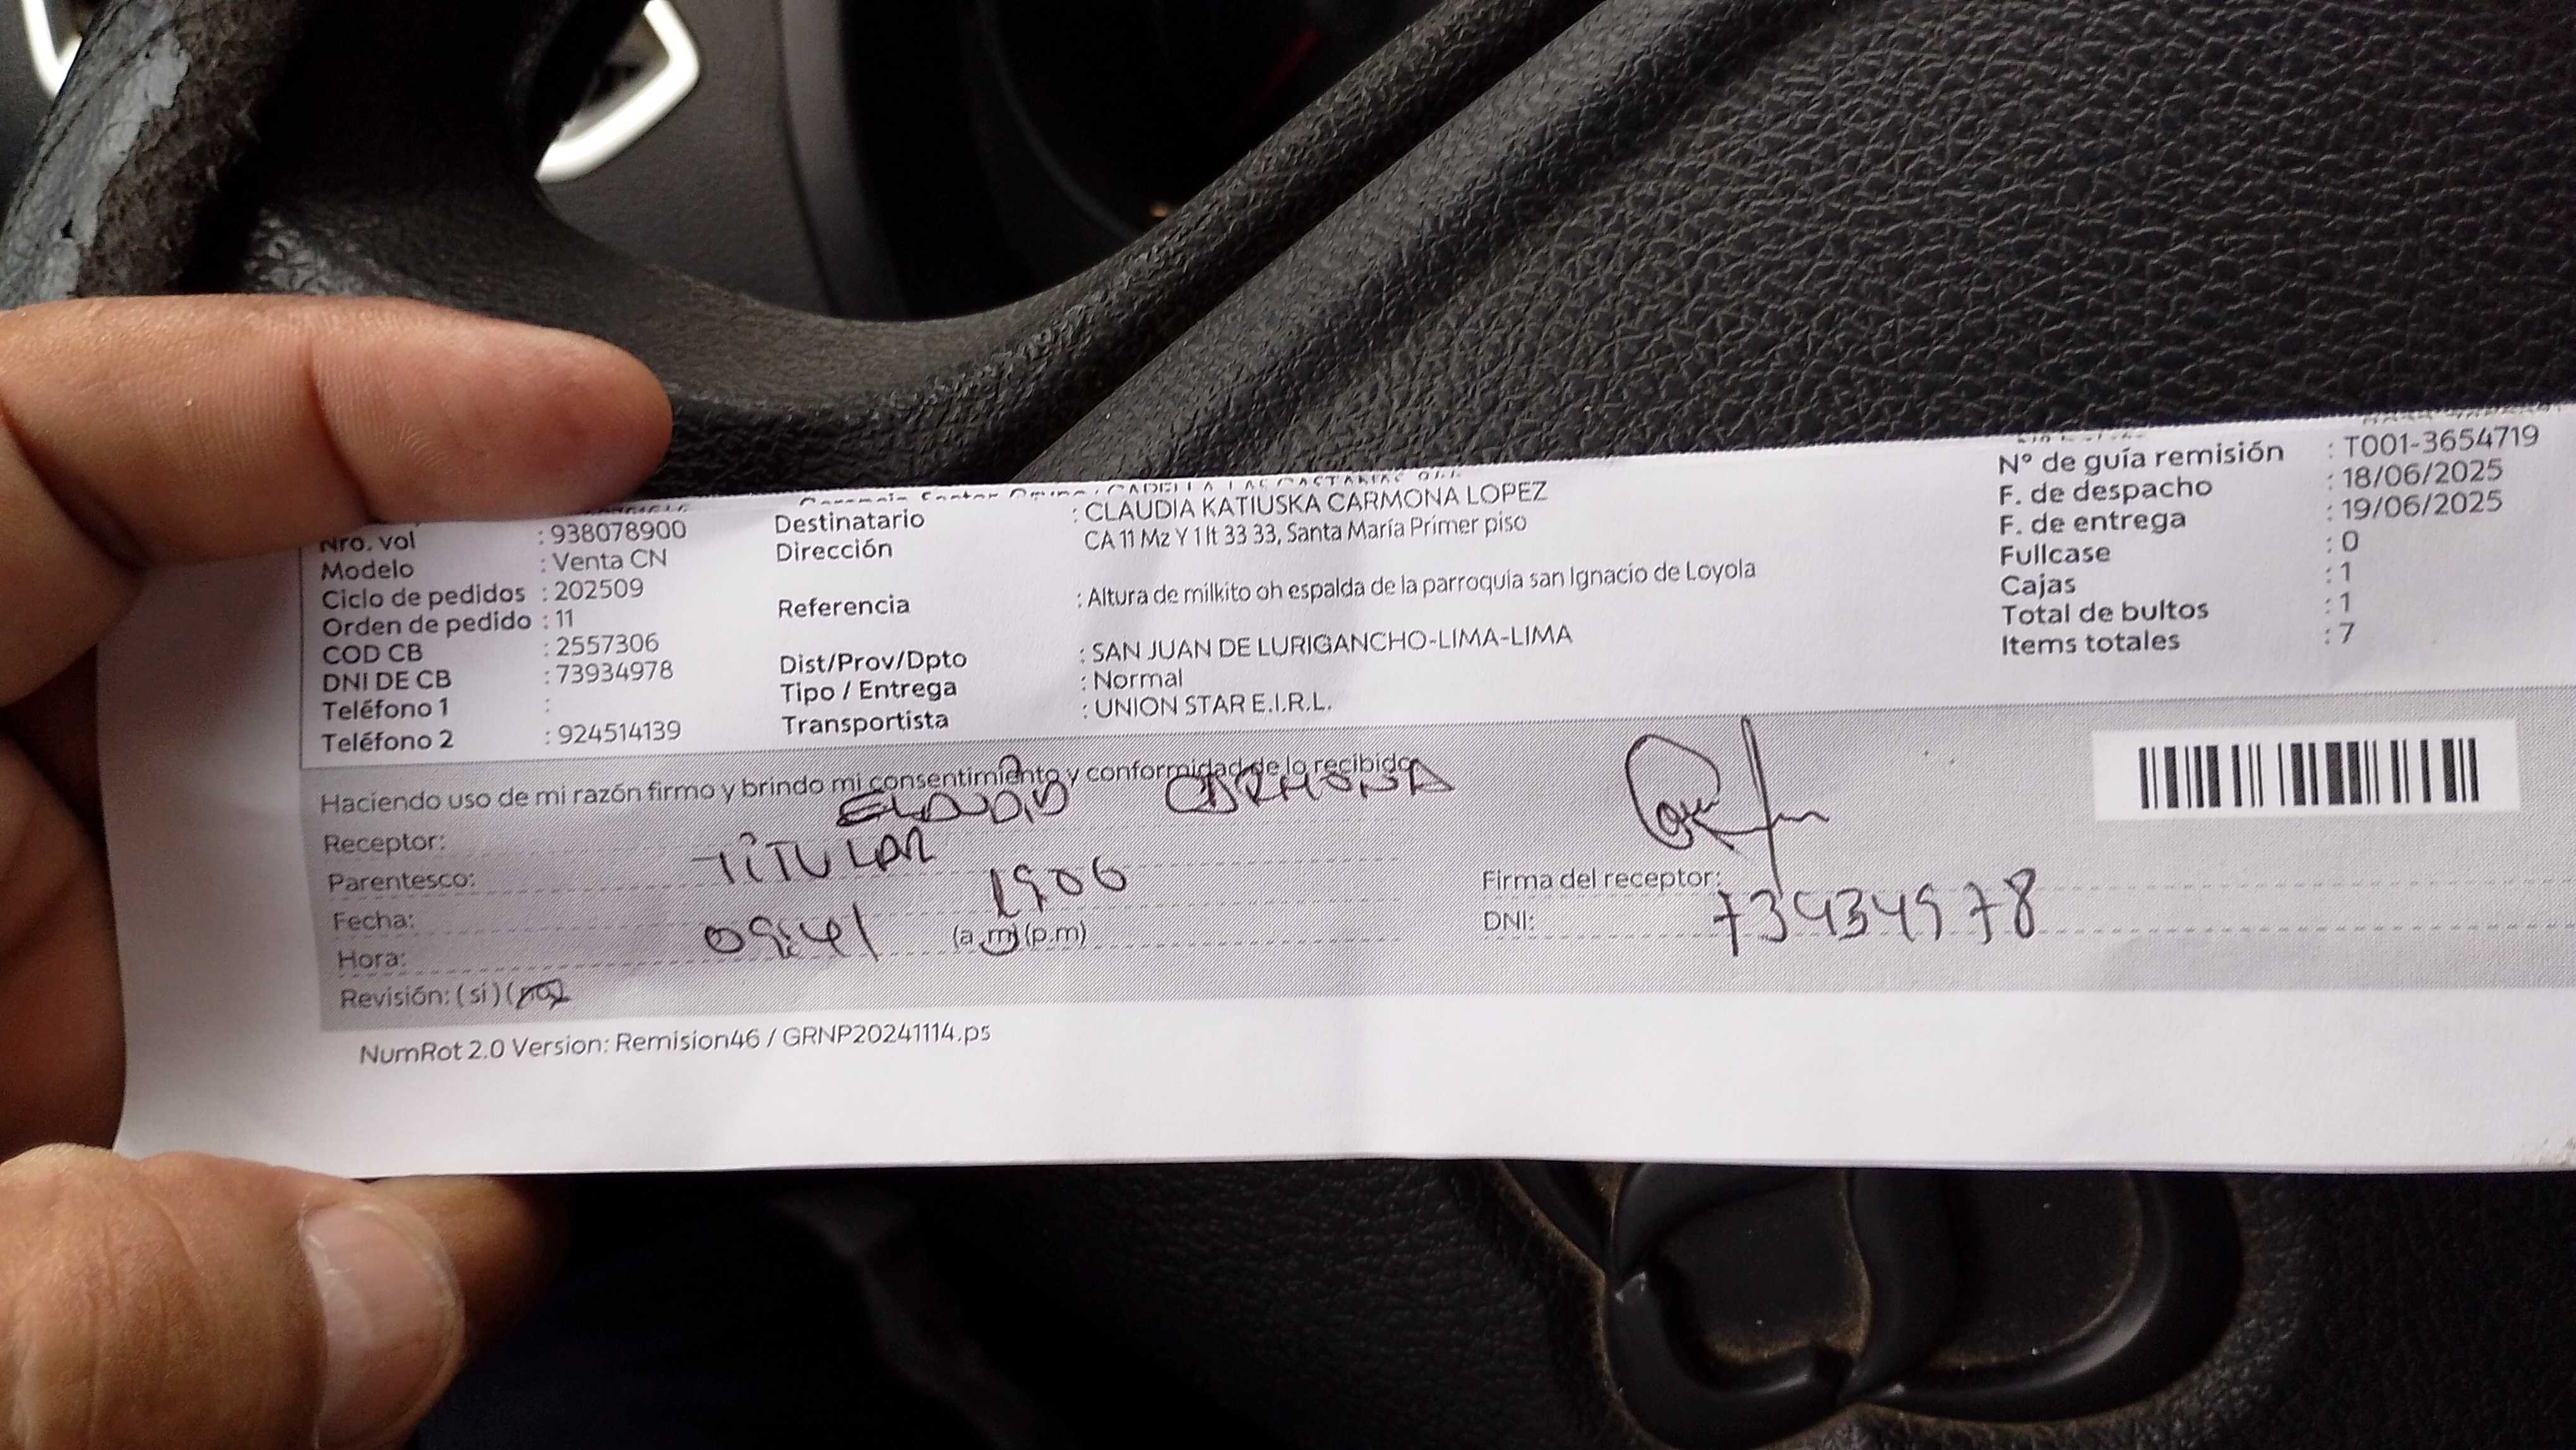 Nº de guía remisión : T001-3654719
F. de despacho : 18/06/2025
F. de entrega : 19/06/2025
Fullcase : 0
Cajas : 1
Total de bultos : 1
Items totales : 7
Nro. vol : 938078900
Modelo : Venta CN
Ciclo de pedidos : 202509
Orden de pedido : 11
COD CB : 2557306
DNI DE CB : 73934978
Teléfono 1 :
Teléfono 2 : 924514139
Destinatario : CLAUDIA KATIUSKA CARMONA LOPEZ
Dirección CA 11 Mz Y 1 lt 33 33, Santa María Primer piso
Referencia : Altura de milkito oh espalda de la parroquia san Ignacio de Loyola
Dist/Prov/Dpto : SAN JUAN DE LURIGANCHO-LIMA-LIMA
Tipo / Entrega : Normal
Transportista : UNION STAR E.I.R.L.
Haciendo uso de mi razón firmo y brindo mi consentimiento y conformidad de lo recibido
Receptor: CARMONA
Parentesco: TITULAR
Fecha: 1906
Hora: 09:41 (a.m)(p.m)
Revisión: (si)(no)
Firma del receptor:
DNI: 73934978
NumRot 2.0 Version: Remision46 / GRNP20241114.ps